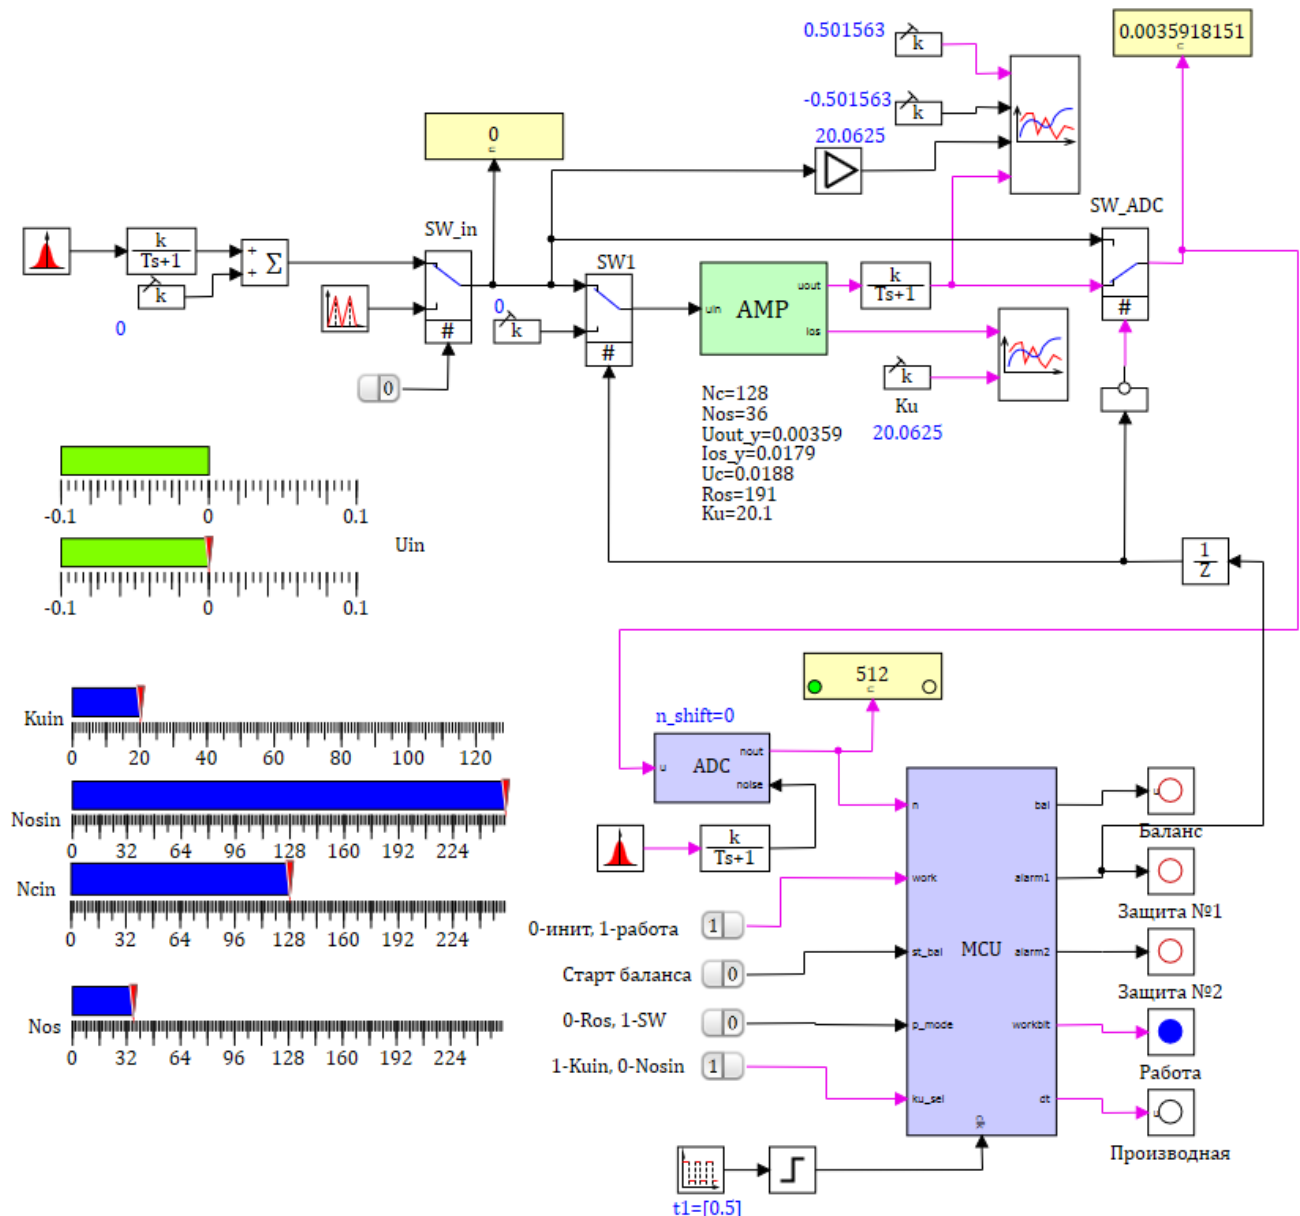 0.501563
k
0.0035918151
⊂
-0.501563
k
0
⊂
20.0625
SW_in
SW_ADC
k
Ts+1
+
+
Σ
k
0
#
0
SW1
0
k
#
uin
AMP
uout
Ios
k
Ts+1
#
k
Ku
20.0625
Nc=128
Nos=36
Uout_y=0.00359
Ios_y=0.0179
Uc=0.0188
Ros=191
Ku=20.1
-0.1
0
0.1
Uin
-0.1
0
0.1
1
Z
512
⊂
n_shift=0
u
ADC
nout
noise
k
Ts+1
Kuin
0
20
40
60
80
100
120
Nosin
0
32
64
96
128
160
192
224
Ncin
0
32
64
96
128
160
192
224
Nos
0
32
64
96
128
160
192
224
0-инит, 1-работа
1
Старт баланса
0
0-Ros, 1-SW
0
1-Kuin, 0-Nosin
1
n
work
st_bal
p_mode
ku_sel
MCU
bal
alarm1
alarm2
workbit
dt
clk
u
Баланс
Защита №1
Защита №2
Работа
u
Производная
t1=[0.5]